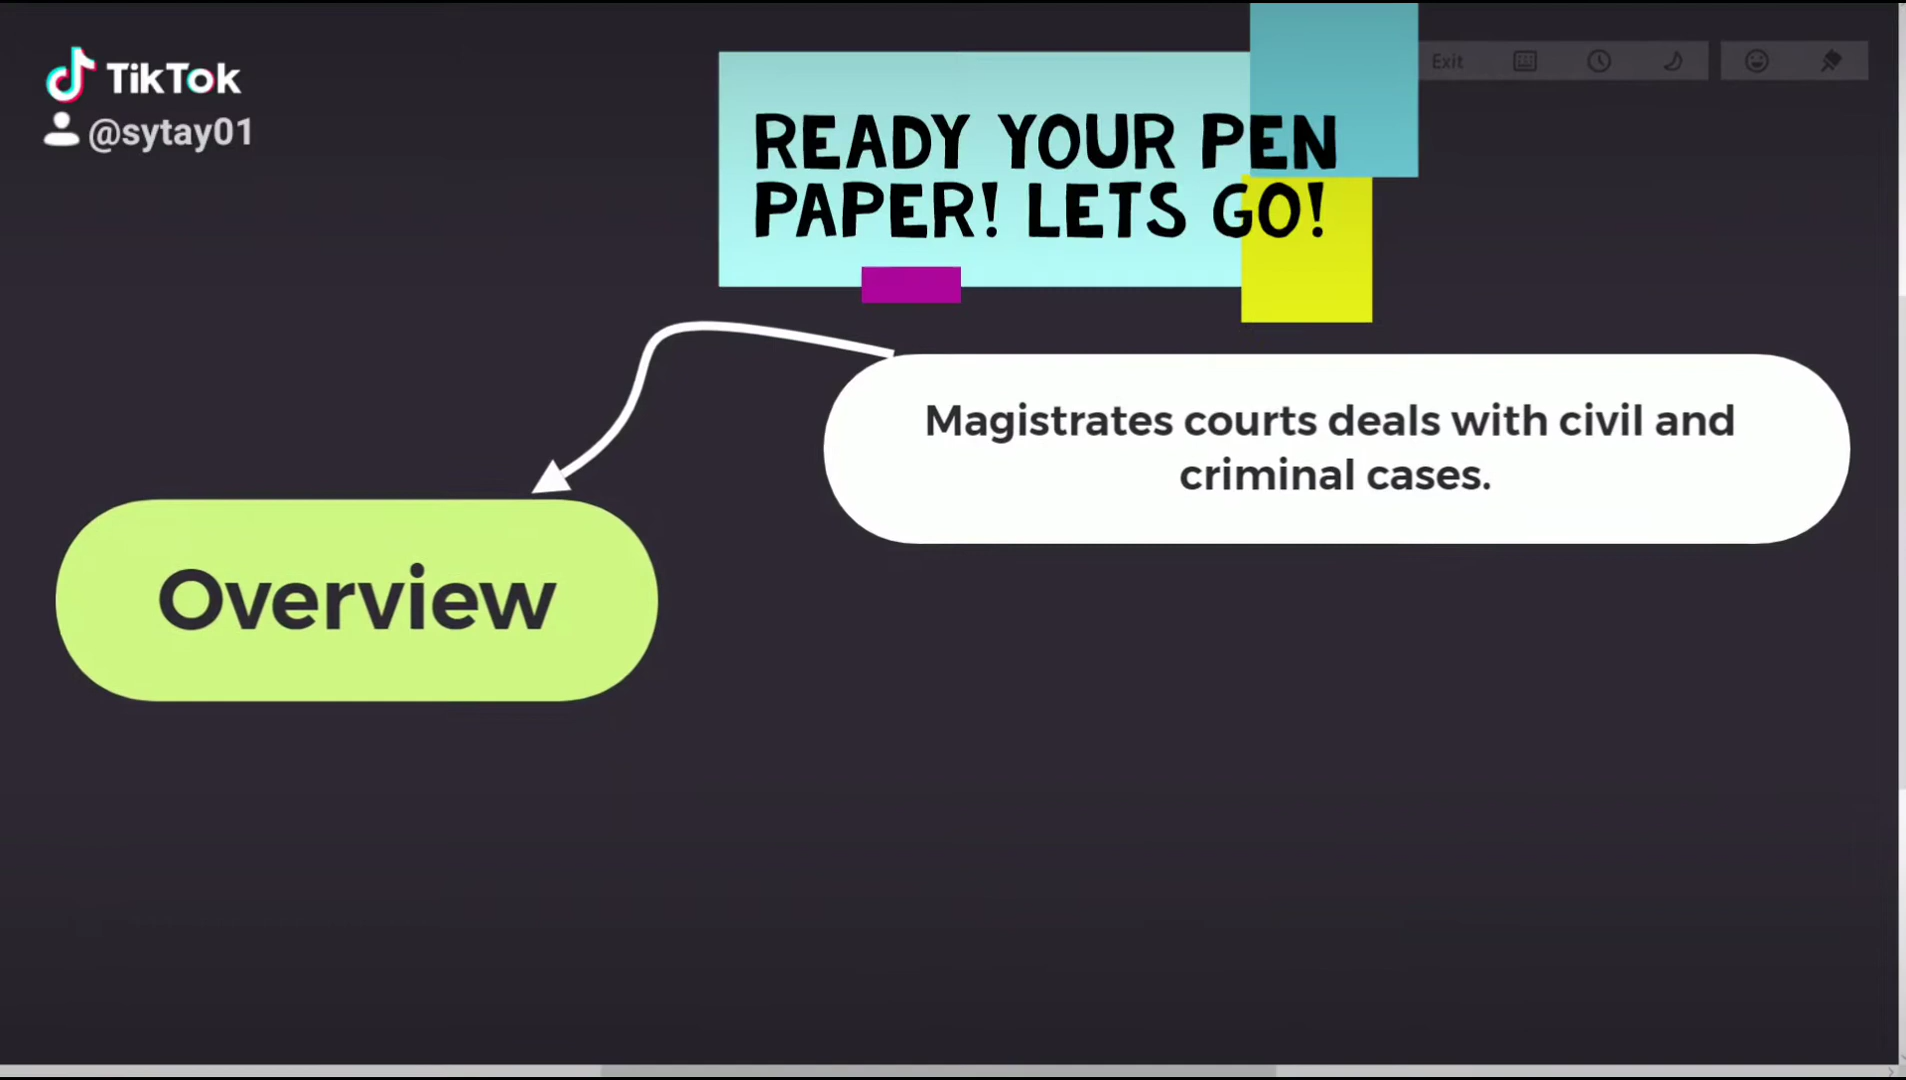 TikTok
@sytay01
READY YOUR PEN
PAPER! LETS GO!
Exit
Magistrates courts deals with civil and
criminal cases.
Overview